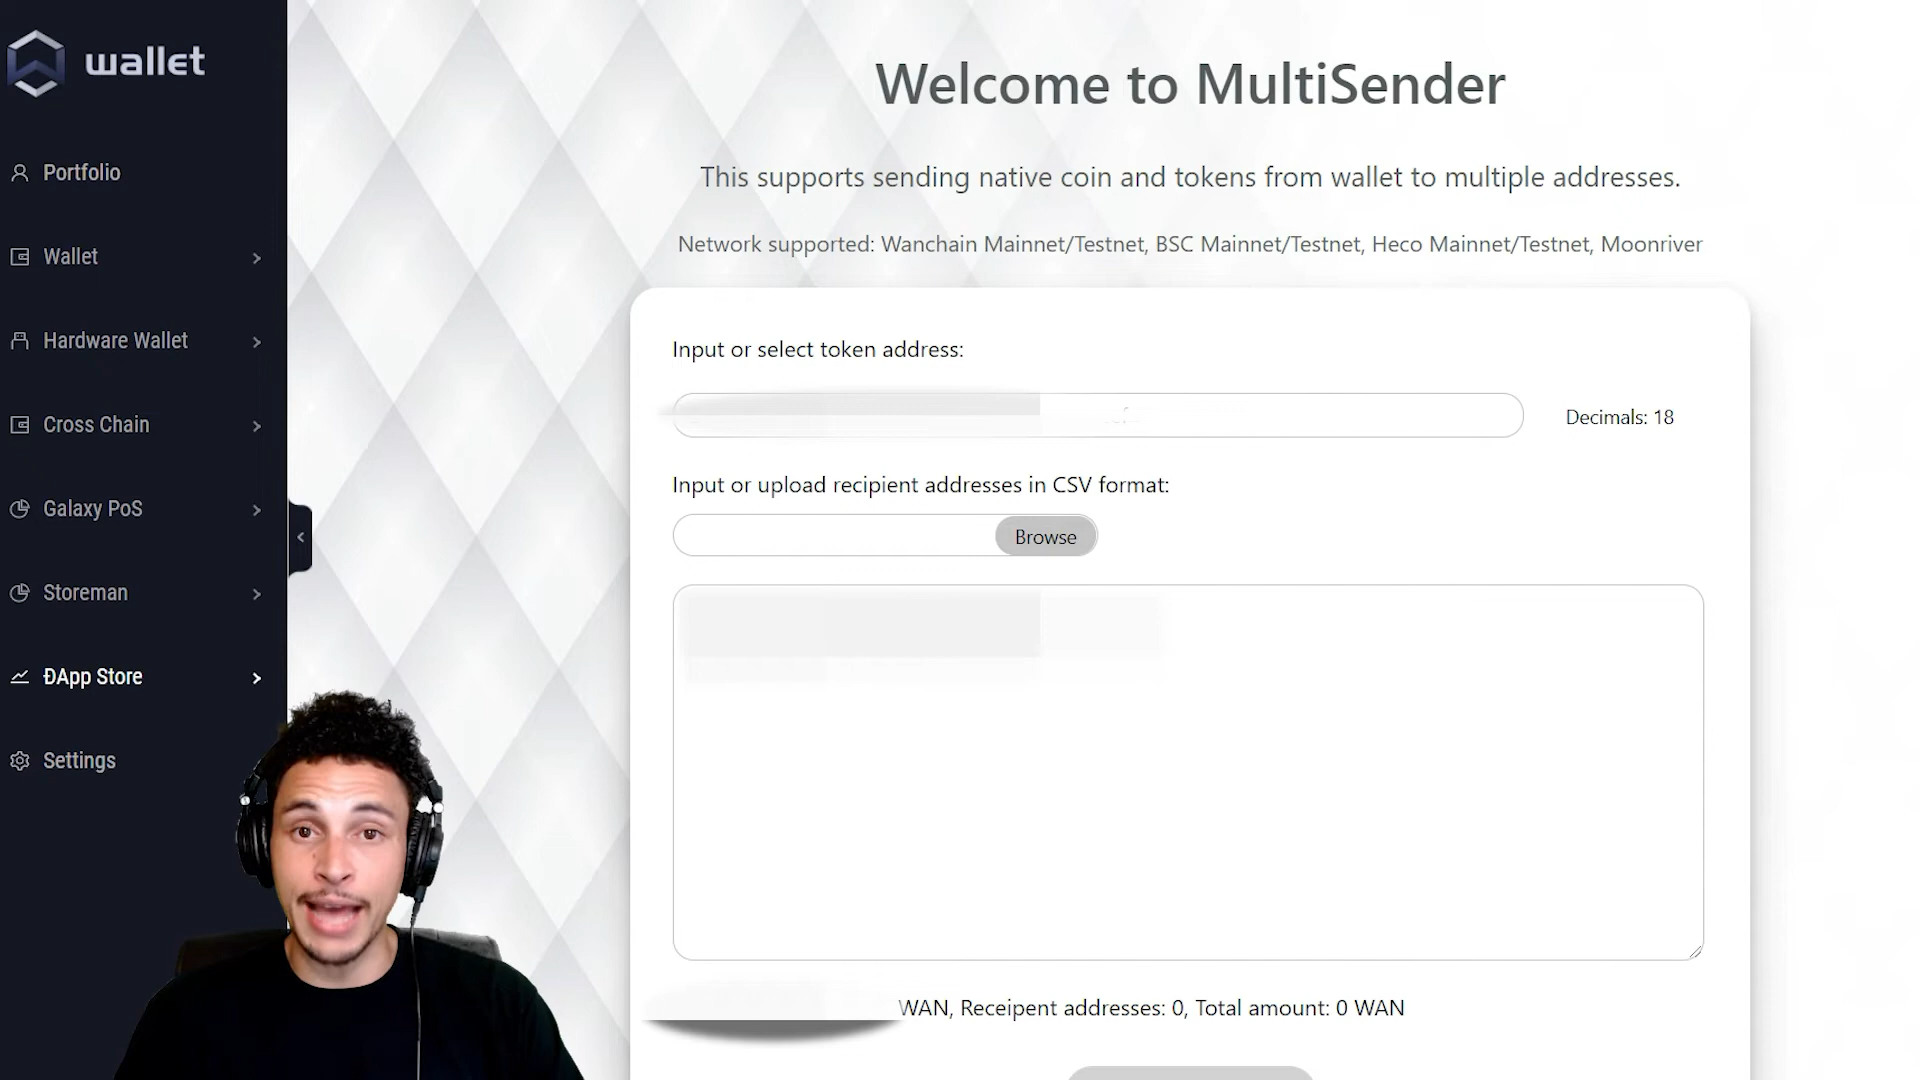 wallet
Portfolio
Wallet
Hardware Wallet
Cross Chain
Galaxy PoS
Storeman
ĐApp Store
Settings
Welcome to MultiSender
This supports sending native coin and tokens from wallet to multiple addresses.
Network supported: Wanchain Mainnet/Testnet, BSC Mainnet/Testnet, Heco Mainnet/Testnet, Moonriver
Input or select token address:
Decimals: 18
Input or upload recipient addresses in CSV format:
Browse
WAN, Receipent addresses: 0, Total amount: 0 WAN